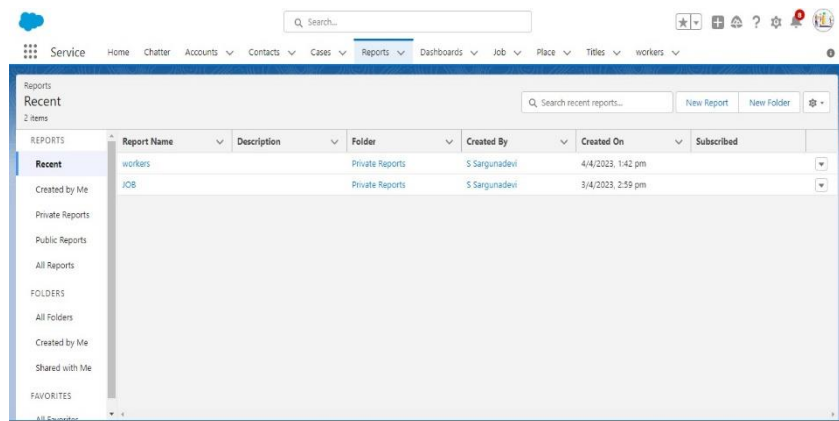 Search...
8
Service Home Chatter Accounts Contacts Cases Reports Dashboards Job Place Titles workers
Reports
Recent
2 items
Search recent reports...
New Report New Folder
REPORTS
Report Name Description Folder Created By Created On Subscribed
Recent
workers Private Reports S Sargunadevi 4/4/2023, 1:42 pm
Created by Me
JOB Private Reports S Sargunadevi 3/4/2023, 2:59 pm
Private Reports
Public Reports
All Reports
FOLDERS
All Folders
Created by Me
Shared with Me
FAVORITES
All Favorites